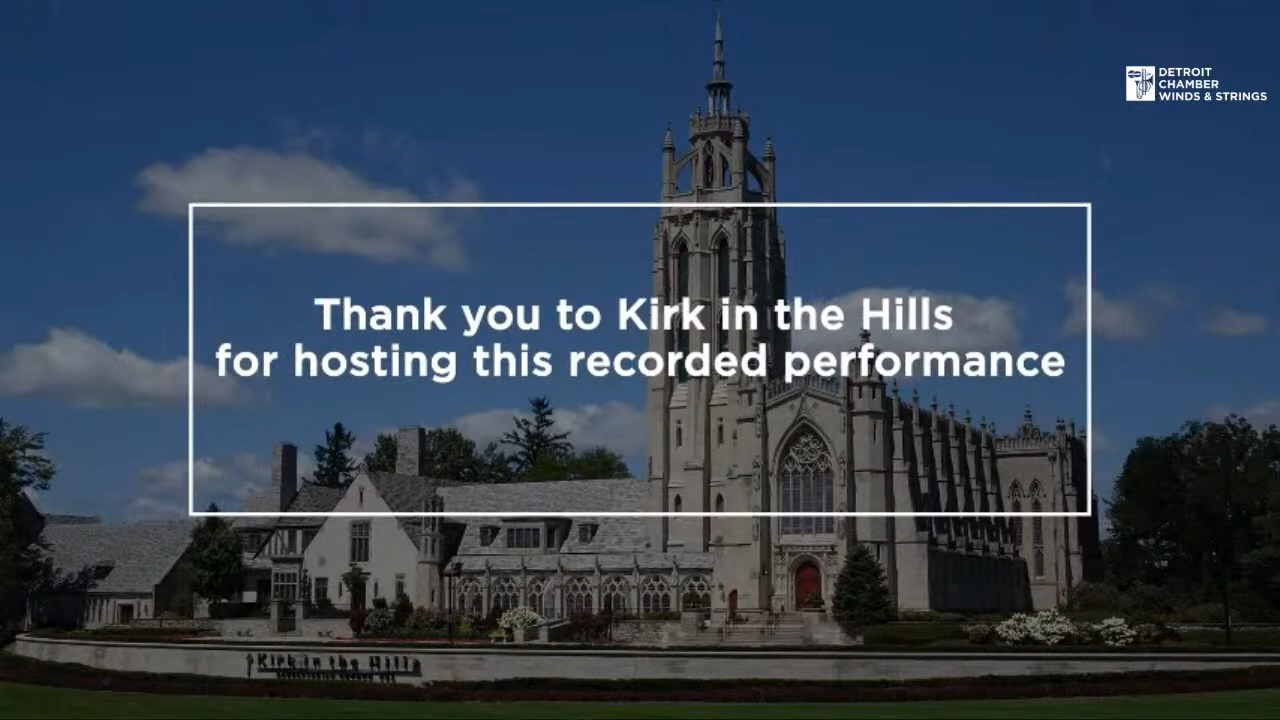 DETROIT
CHAMBER
WINDS & STRINGS
Thank you to Kirk in the Hills
for hosting this recorded performance
Kirk in the Hills